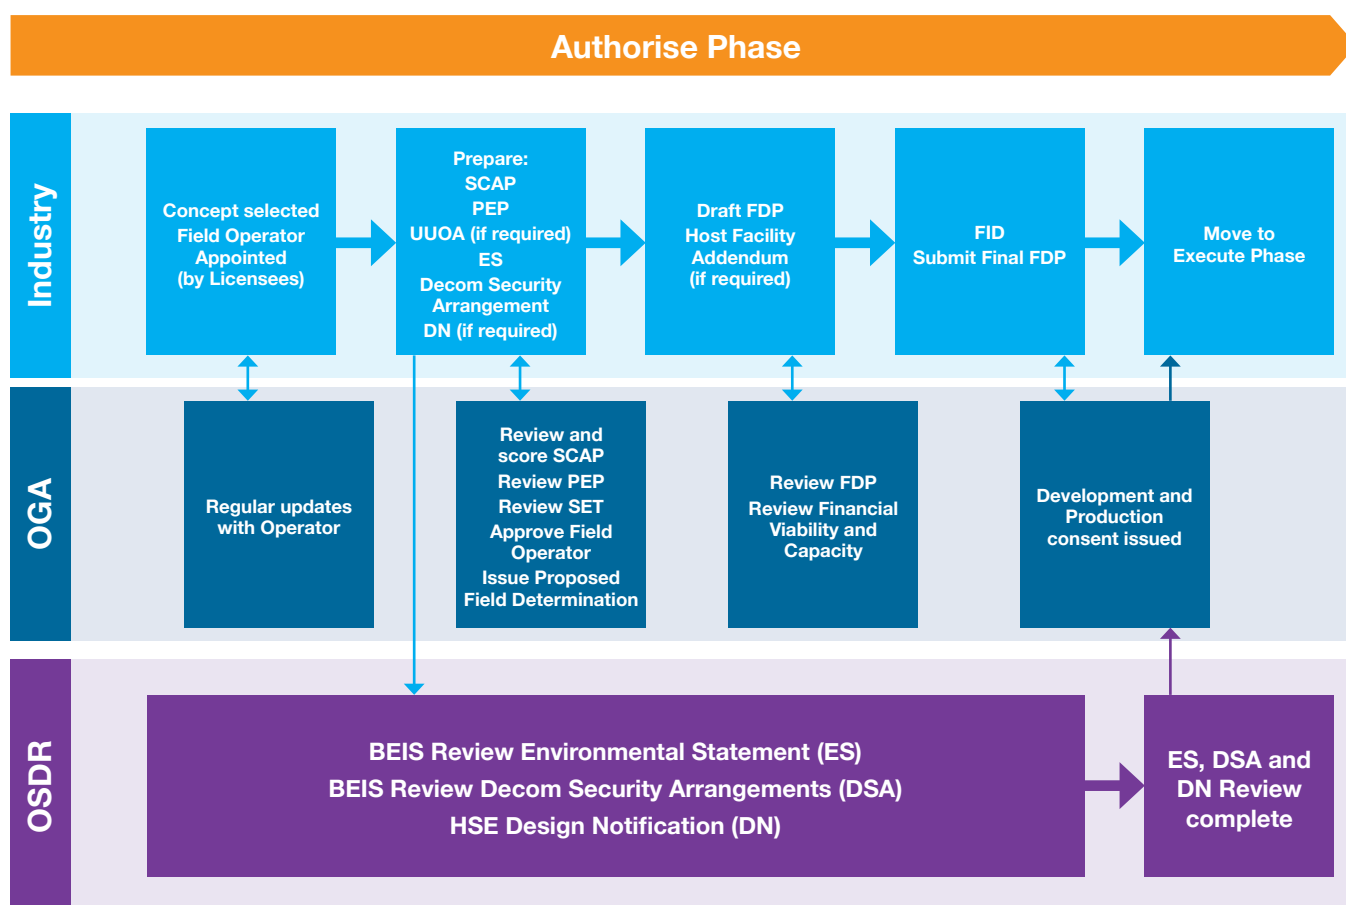 Authorise Phase
Industry
Concept selected
Field Operator
Appointed
(by Licensees)
Prepare:
SCAP
PEP
UUOA (if required)
ES
Decom Security
Arrangement
DN (if required)
Draft FDP
Host Facility
Addendum
(if required)
FID
Submit Final FDP
Move to
Execute Phase
OGA
Regular updates
with Operator
Review and
score SCAP
Review PEP
Review SET
Approve Field
Operator
Issue Proposed
Field Determination
Review FDP
Review Financial
Viability and
Capacity
Development and
Production
consent issued
OSDR
BEIS Review Environmental Statement (ES)
BEIS Review Decom Security Arrangements (DSA)
HSE Design Notification (DN)
ES, DSA and
DN Review
complete